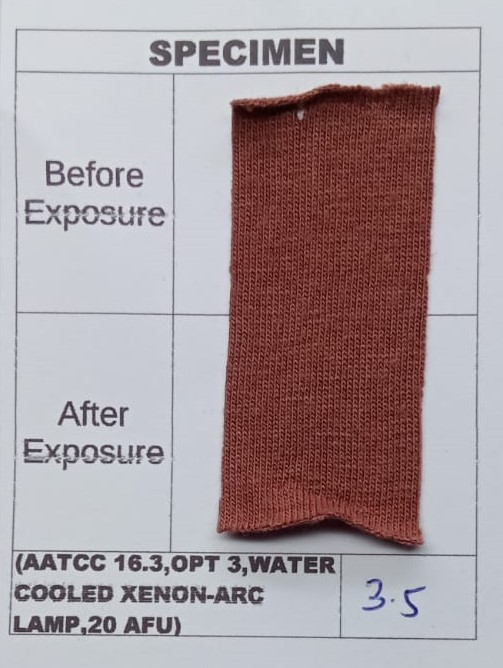 SPECIMEN
Before
Exposure
After
Exposure
(AATCC 16.3,OPT 3,WATER
COOLED XENON-ARC
LAMP,20 AFU)
3.5